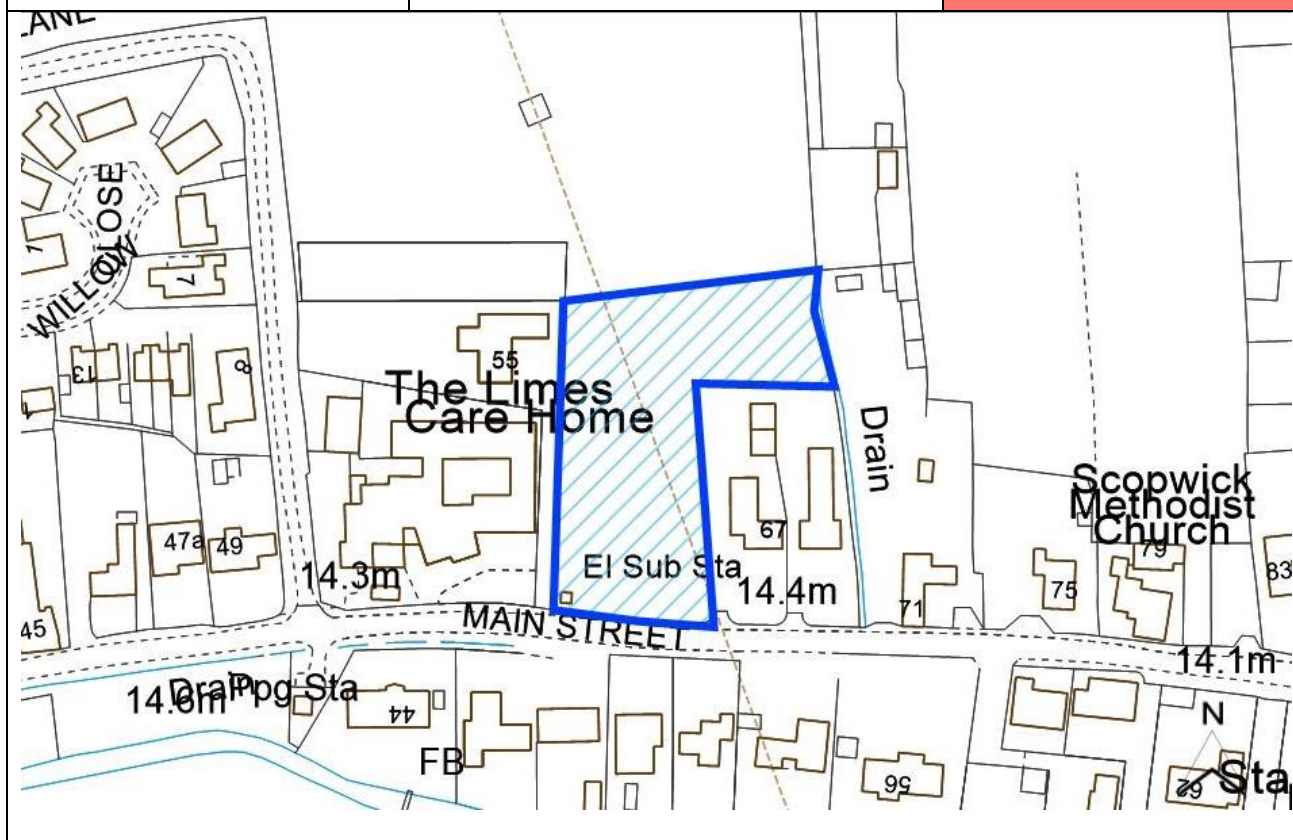 LANE
WILLOW
CLOSE
1
7
13
8
55
The Limes
Care Home
Drain
Scopwick
Methodist
Church
47a
49
45
67
El Sub Sta
71
75
79
83
14.3m
14.4m
MAIN STREET
14.1m
14.6m
Drain
Ppg Sta
44
FB
56
62
N
Sta